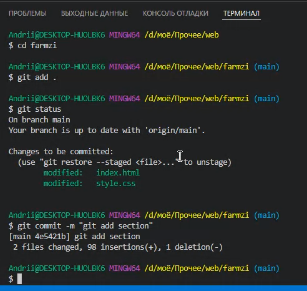 ПРОБЛЕМЫ ВЫХОДНЫЕ ДАННЫЕ КОНСОЛЬ ОТЛАДКИ ТЕРМИНАЛ
Andrii@DESKTOP-HUOLBK6 MINGW64 /d/моё/Прочее/web
$ cd farmzi
Andrii@DESKTOP-HUOLBK6 MINGW64 /d/моё/Прочее/web/farmzi (main)
$ git add .
Andrii@DESKTOP-HUOLBK6 MINGW64 /d/моё/Прочее/web/farmzi (main)
$ git status
On branch main
Your branch is up to date with 'origin/main'.
Changes to be committed:
(use "git restore --staged <file>..." to unstage)
modified: index.html
modified: style.css
Andrii@DESKTOP-HUOLBK6 MINGW64 /d/моё/Прочее/web/farmzi (main)
$ git commit -m "git add section"
[main 4e5421b] git add section
2 files changed, 98 insertions(+), 1 deletion(-)
Andrii@DESKTOP-HUOLBK6 MINGW64 /d/моё/Прочее/web/farmzi (main)
$